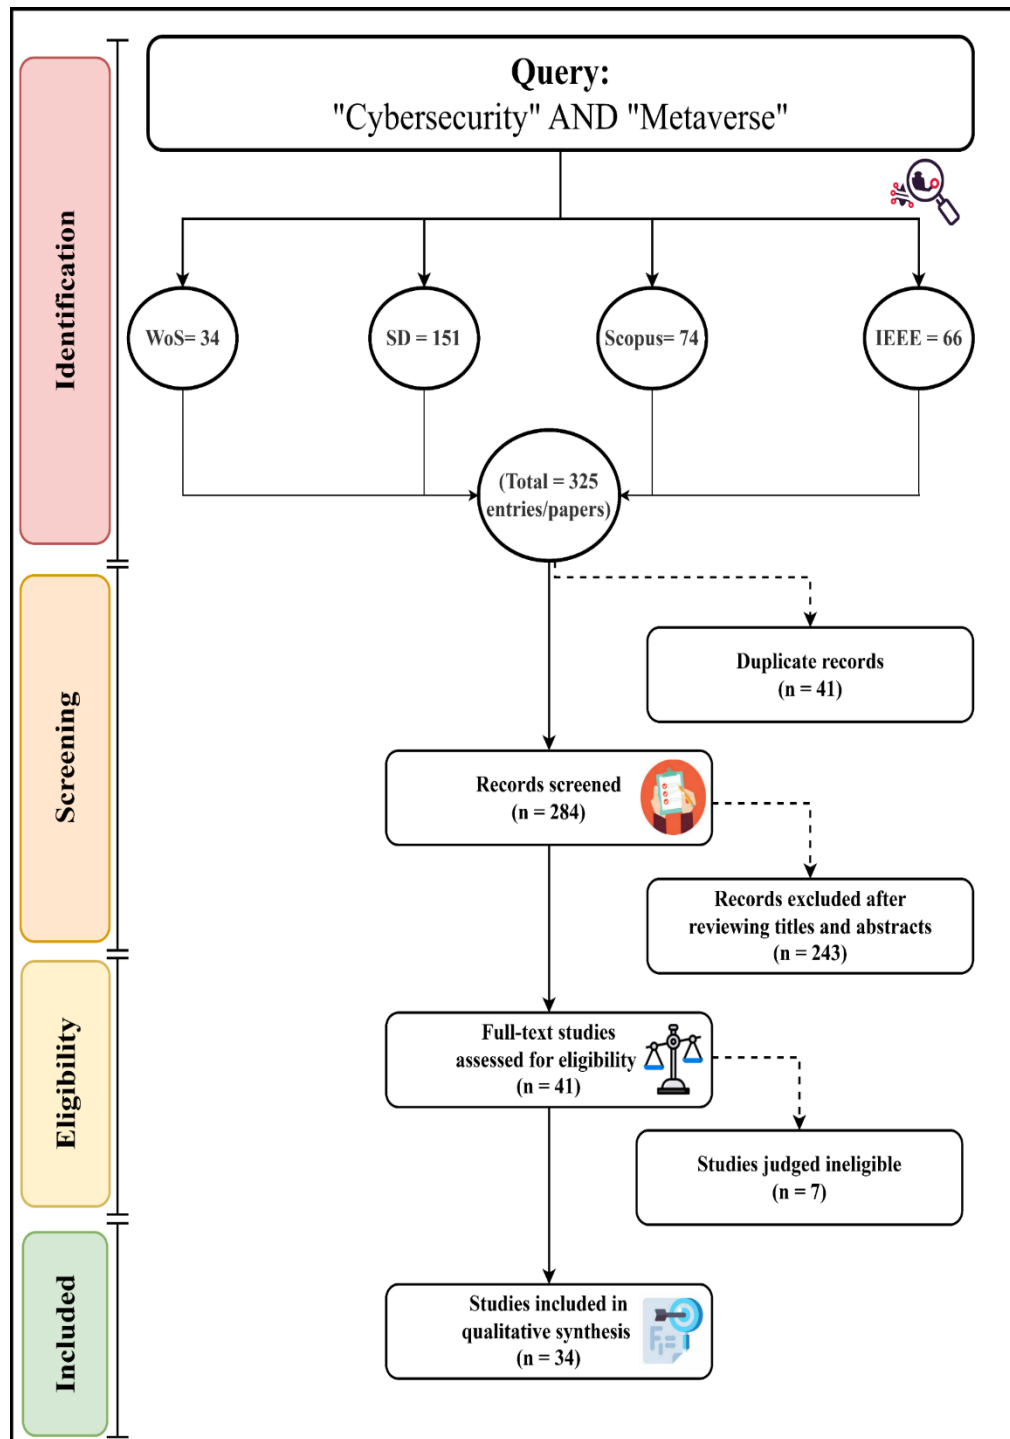 Query:
"Cybersecurity" AND "Metaverse"
Identification
WoS= 34
SD = 151
Scopus= 74
IEEE = 66
(Total = 325
entries/papers)
Screening
Duplicate records
(n = 41)
Records screened
(n = 284)
Records excluded after
reviewing titles and abstracts
(n = 243)
Eligibility
Full-text studies
assessed for eligibility
(n = 41)
Studies judged ineligible
(n = 7)
Included
Studies included in
qualitative synthesis
(n = 34)